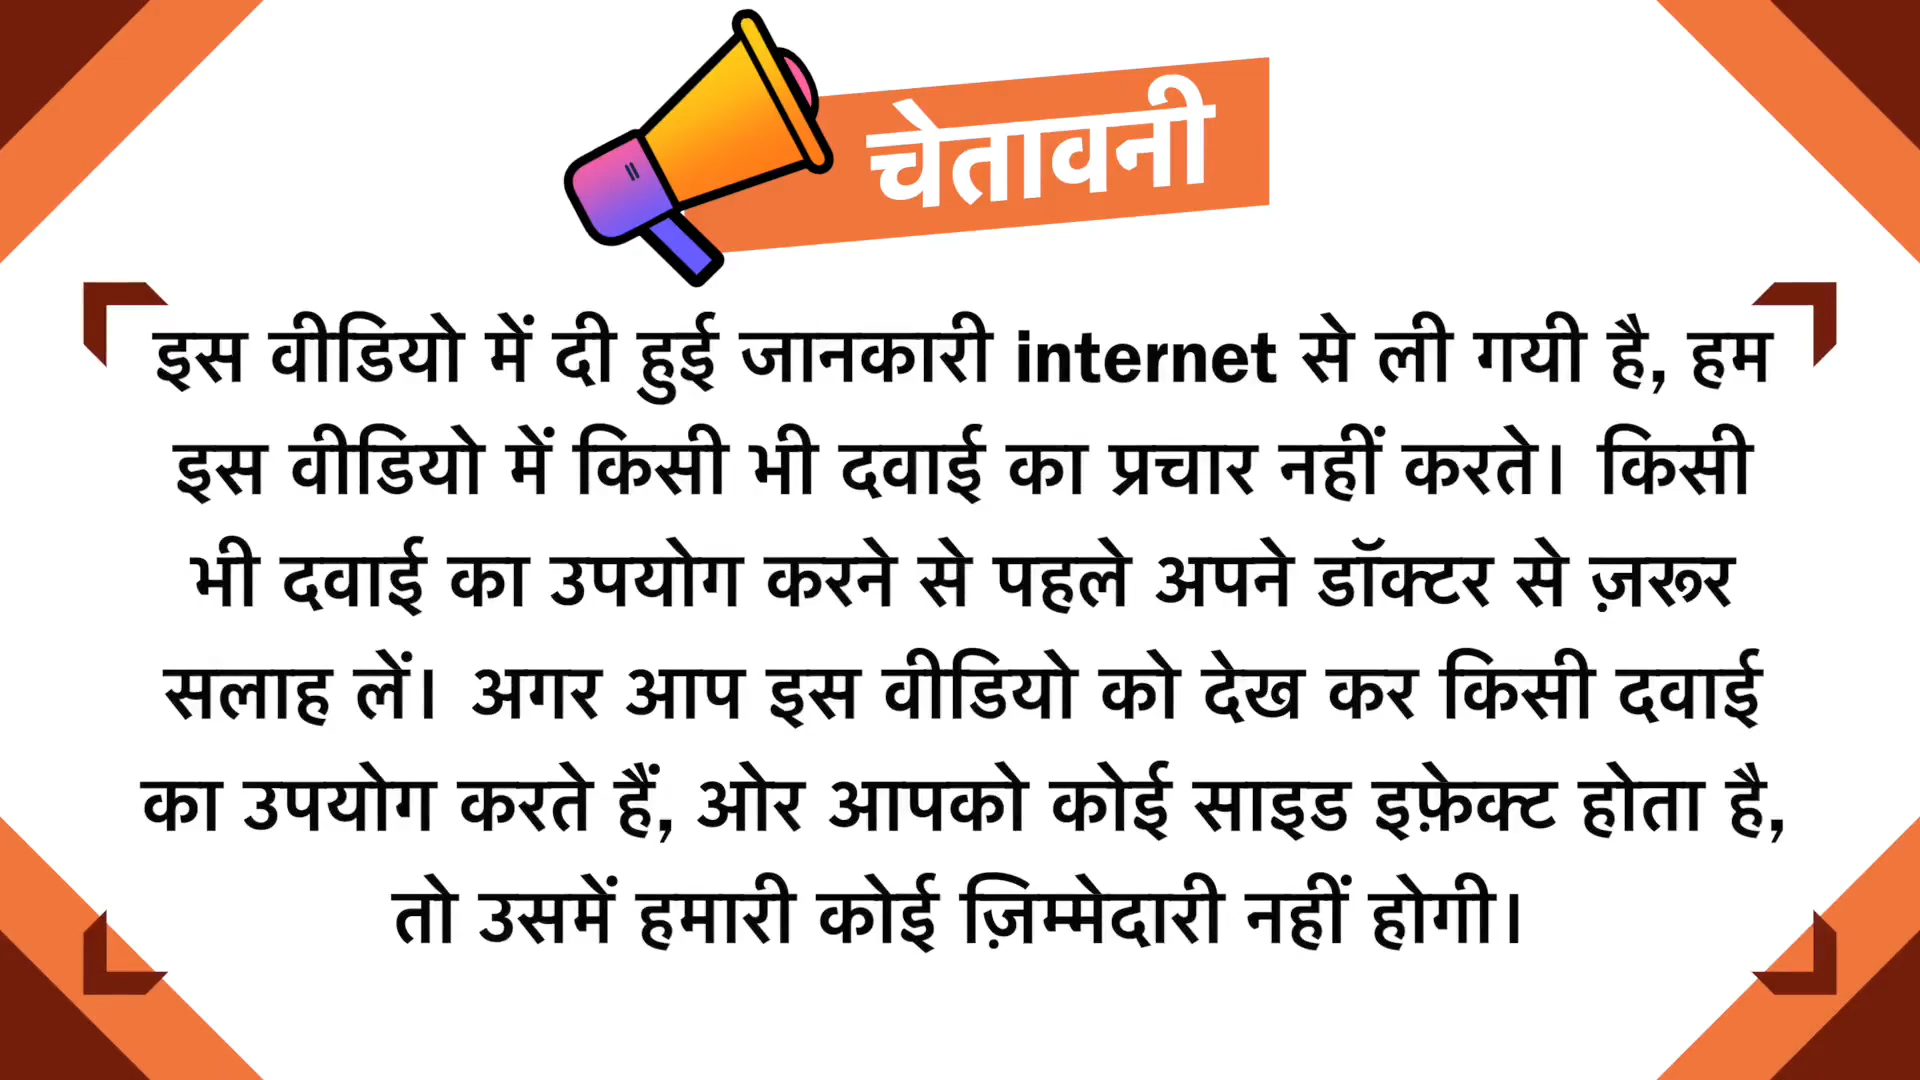 चेतावनी
इस वीडियो में दी हुई जानकारी internet से ली गयी है, हम
इस वीडियो में किसी भी दवाई का प्रचार नहीं करते। किसी
भी दवाई का उपयोग करने से पहले अपने डॉक्टर से ज़रूर
सलाह लें। अगर आप इस वीडियो को देख कर किसी दवाई
का उपयोग करते हैं, ओर आपको कोई साइड इफ़ेक्ट होता है,
तो उसमें हमारी कोई ज़िम्मेदारी नहीं होगी।